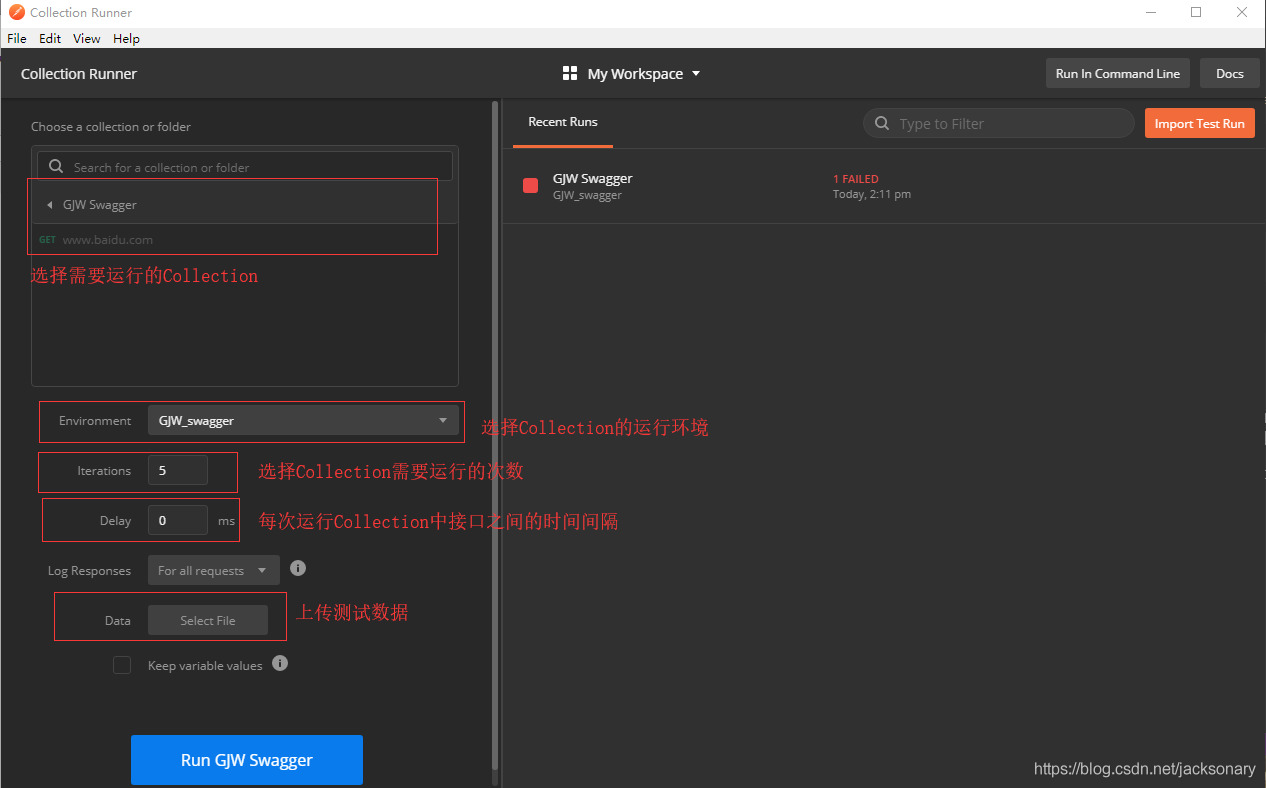 Collection Runner
File Edit View Help
Collection Runner
My Workspace
Run In Command Line
Docs
Choose a collection or folder
Search for a collection or folder
GJW Swagger
GET www.baidu.com
选择需要运行的Collection
Environment GJW_swagger
选择Collection的运行环境
Iterations 5
选择Collection需要运行的次数
Delay 0 ms
每次运行Collection中接口之间的时间间隔
Log Responses For all requests
Data Select File
上传测试数据
Keep variable values
Run GJW Swagger
Recent Runs
Type to Filter
Import Test Run
GJW Swagger
GJW_swagger
1 FAILED
Today, 2:11 pm
https://blog.csdn.net/jacksonary